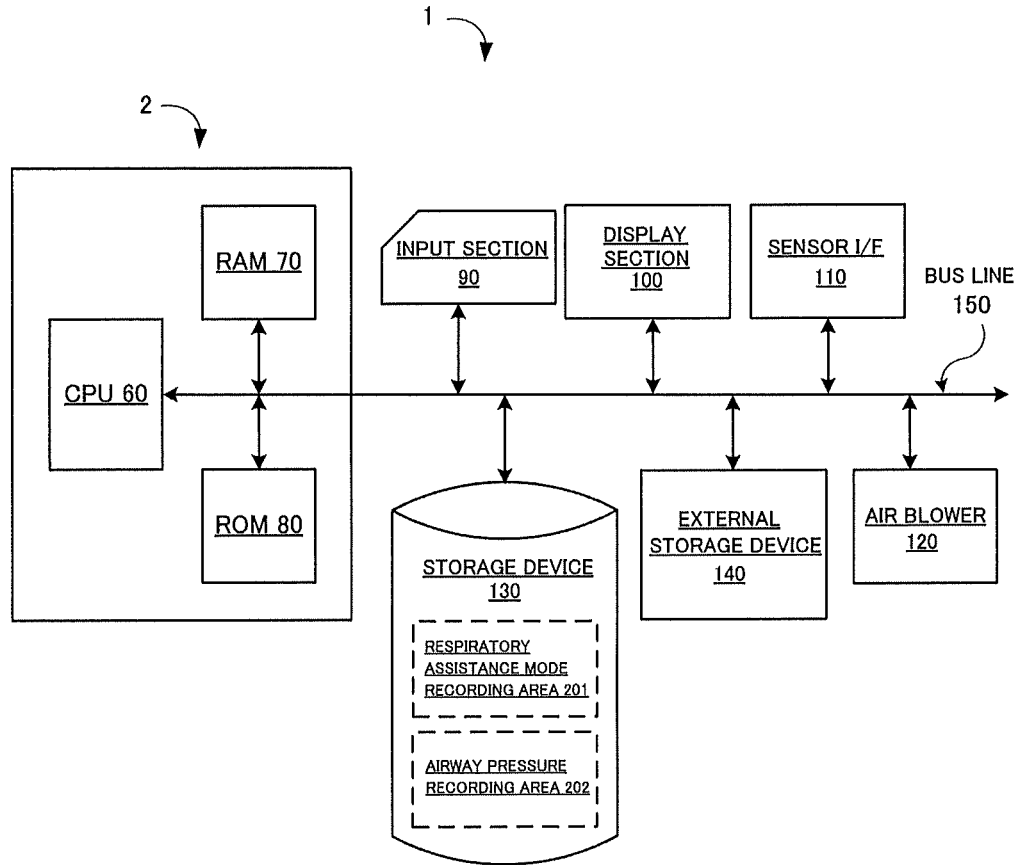 1
2
RAM 70
CPU 60
ROM 80
INPUT SECTION
90
DISPLAY
SECTION
100
SENSOR I/F
110
BUS LINE
150
STORAGE DEVICE
130
RESPIRATORY
ASSISTANCE MODE
RECORDING AREA 201
AIRWAY PRESSURE
RECORDING AREA 202
EXTERNAL
STORAGE DEVICE
140
AIR BLOWER
120